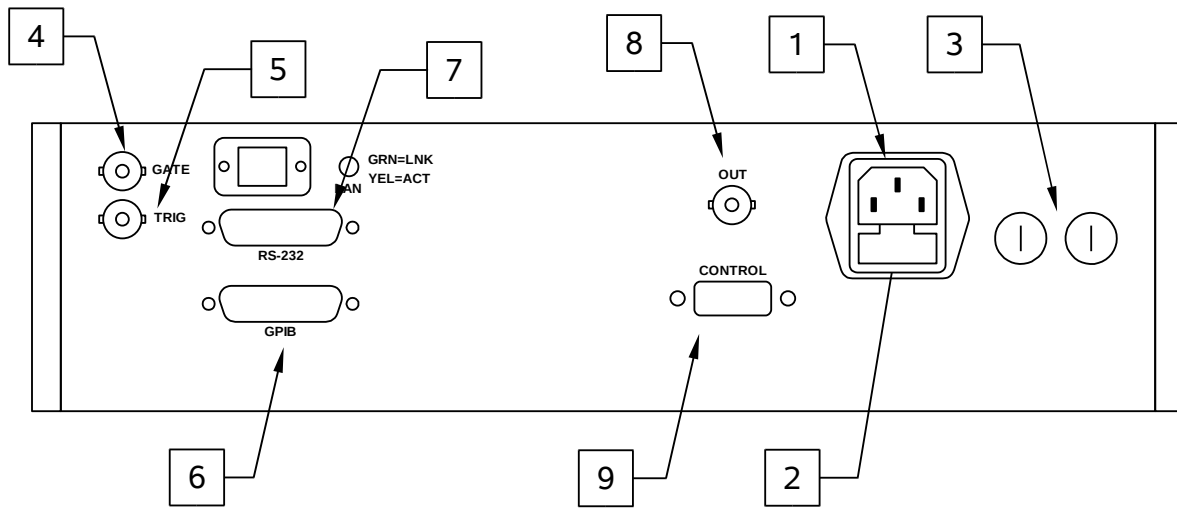 4
5
7
8
1
3
GATE
GRN=LNK
YEL=ACT
LAN
TRIG
RS-232
GPIB
OUT
CONTROL
6
9
2